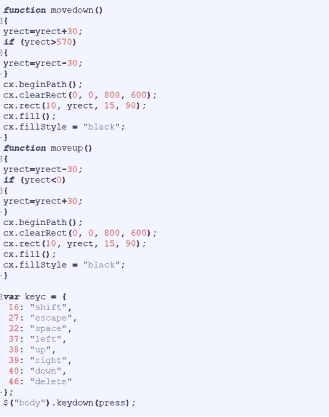 function movedown()
{
yrect=yrect+30;
if (yrect>570)
{
yrect=yrect-30;
}
cx.beginPath();
cx.clearRect(0, 0, 800, 600);
cx.rect(10, yrect, 15, 90);
cx.fill();
cx.fillStyle = "black";
}
function moveup()
{
yrect=yrect-30;
if (yrect<0)
{
yrect=yrect+30;
}
cx.beginPath();
cx.clearRect(0, 0, 800, 600);
cx.rect(10, yrect, 15, 90);
cx.fill();
cx.fillStyle = "black";
}
var keyc = {
16: "shift",
27: "escape",
32: "space",
37: "left",
38: "up",
39: "right",
40: "down",
46: "delete"
};
$("body").keydown(press);